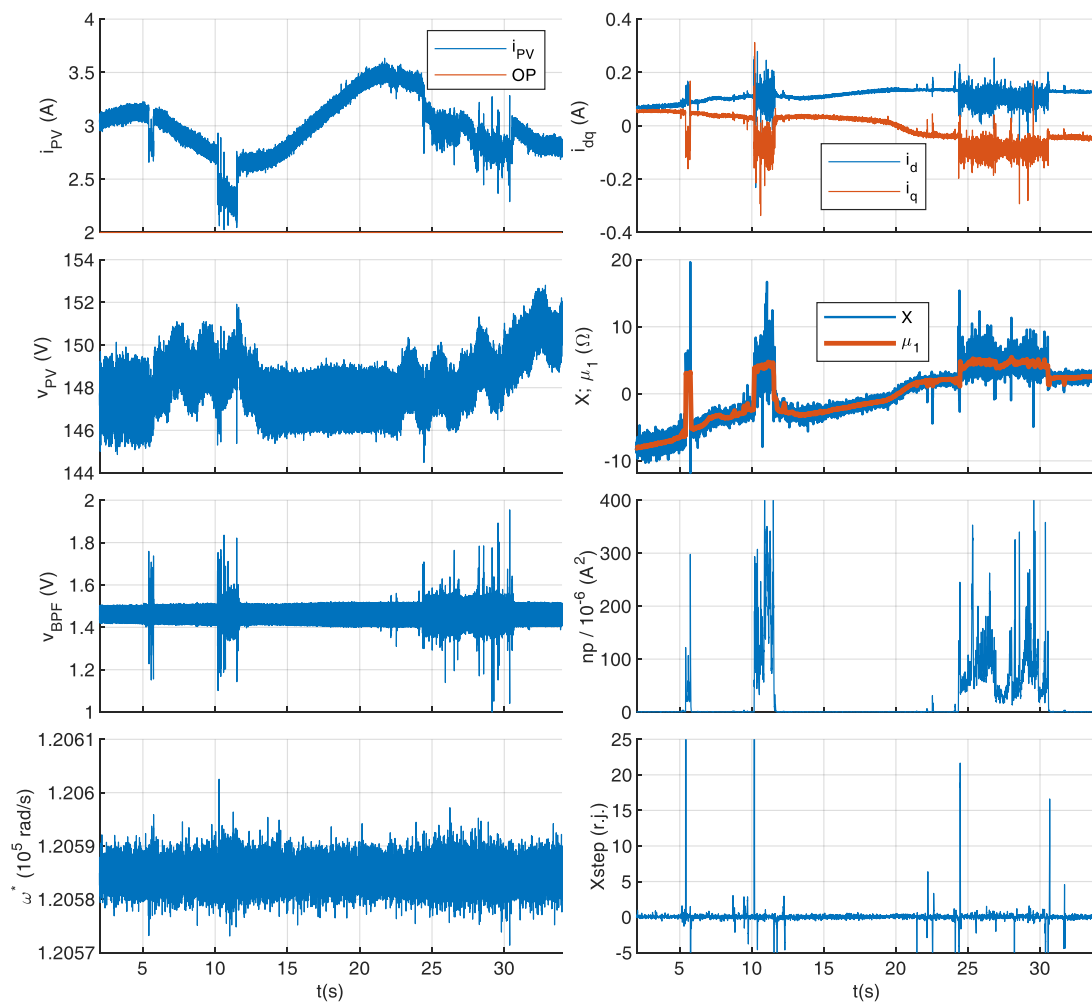 4
3.5
3
2.5
2
i_PV (A)
i_PV
OP
0.4
0.2
0
-0.2
-0.4
i_dq (A)
i_d
i_q
154
152
150
148
146
144
v_PV (V)
20
10
0
-10
X; μ_1 (Ω)
X
μ_1
2
1.8
1.6
1.4
1.2
1
v_BPF (V)
400
300
200
100
0
np / 10^-6 (A^2)
1.2061
1.206
1.2059
1.2058
1.2057
ω^* (10^5 rad/s)
5 10 15 20 25 30
t(s)
25
20
15
10
5
0
-5
Xstep (r.j.)
5 10 15 20 25 30
t(s)